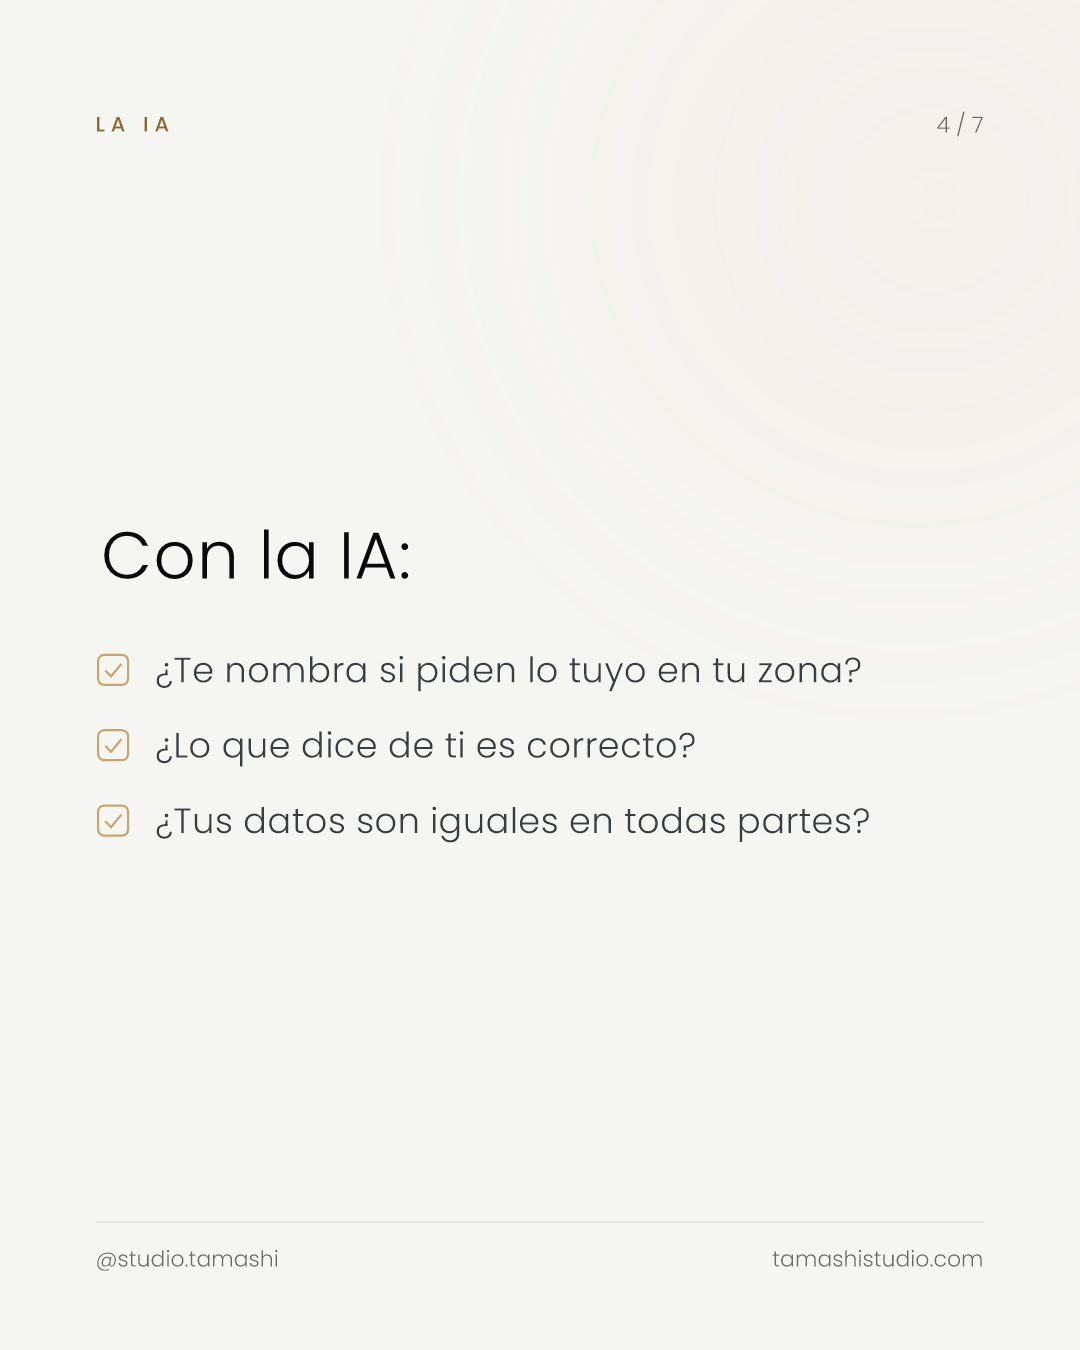 LA IA
4 / 7
Con la IA:
¿Te nombra si piden lo tuyo en tu zona?
¿Lo que dice de ti es correcto?
¿Tus datos son iguales en todas partes?
@studio.tamashi
tamashistudio.com